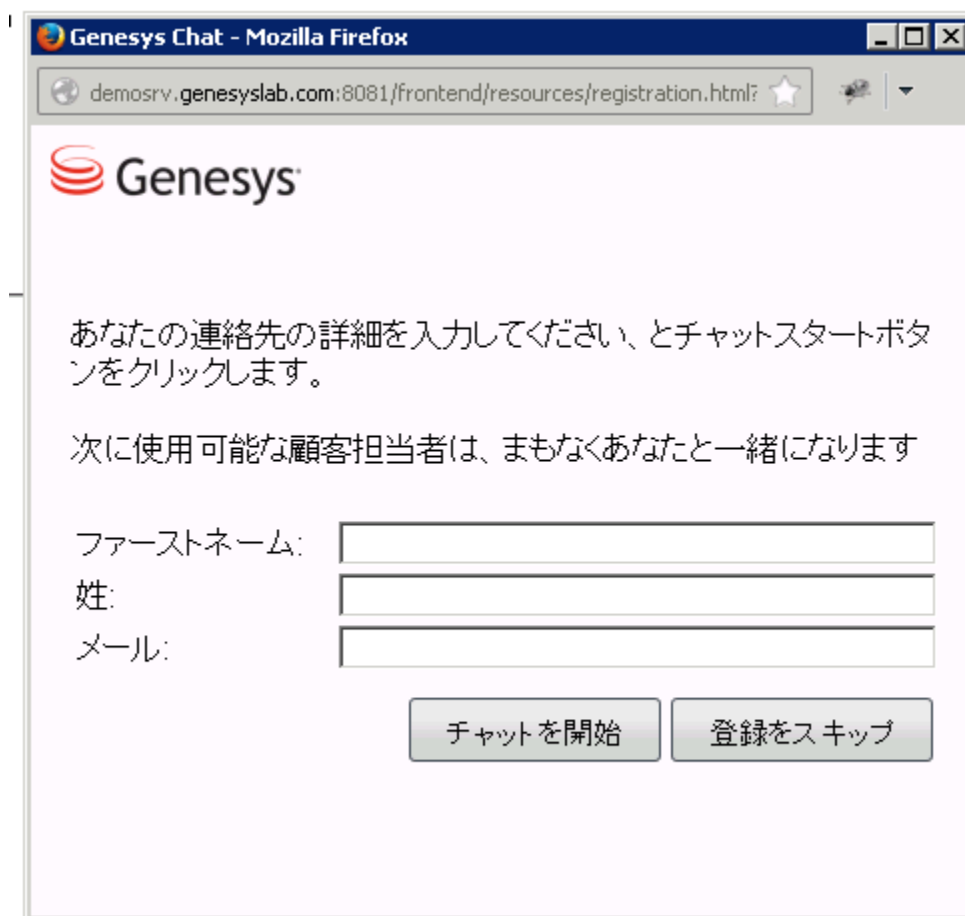 Genesys Chat - Mozilla Firefox
demosrv.genesyslab.com:8081/frontend/resources/registration.html?
Genesys
あなたの連絡先の詳細を入力してください、とチャットスタートボタ
ンをクリックします。
次に使用可能な顧客担当者は、まもなくあなたと一緒になります
ファーストネーム:
姓:
メール:
チャットを開始 登録をスキップ